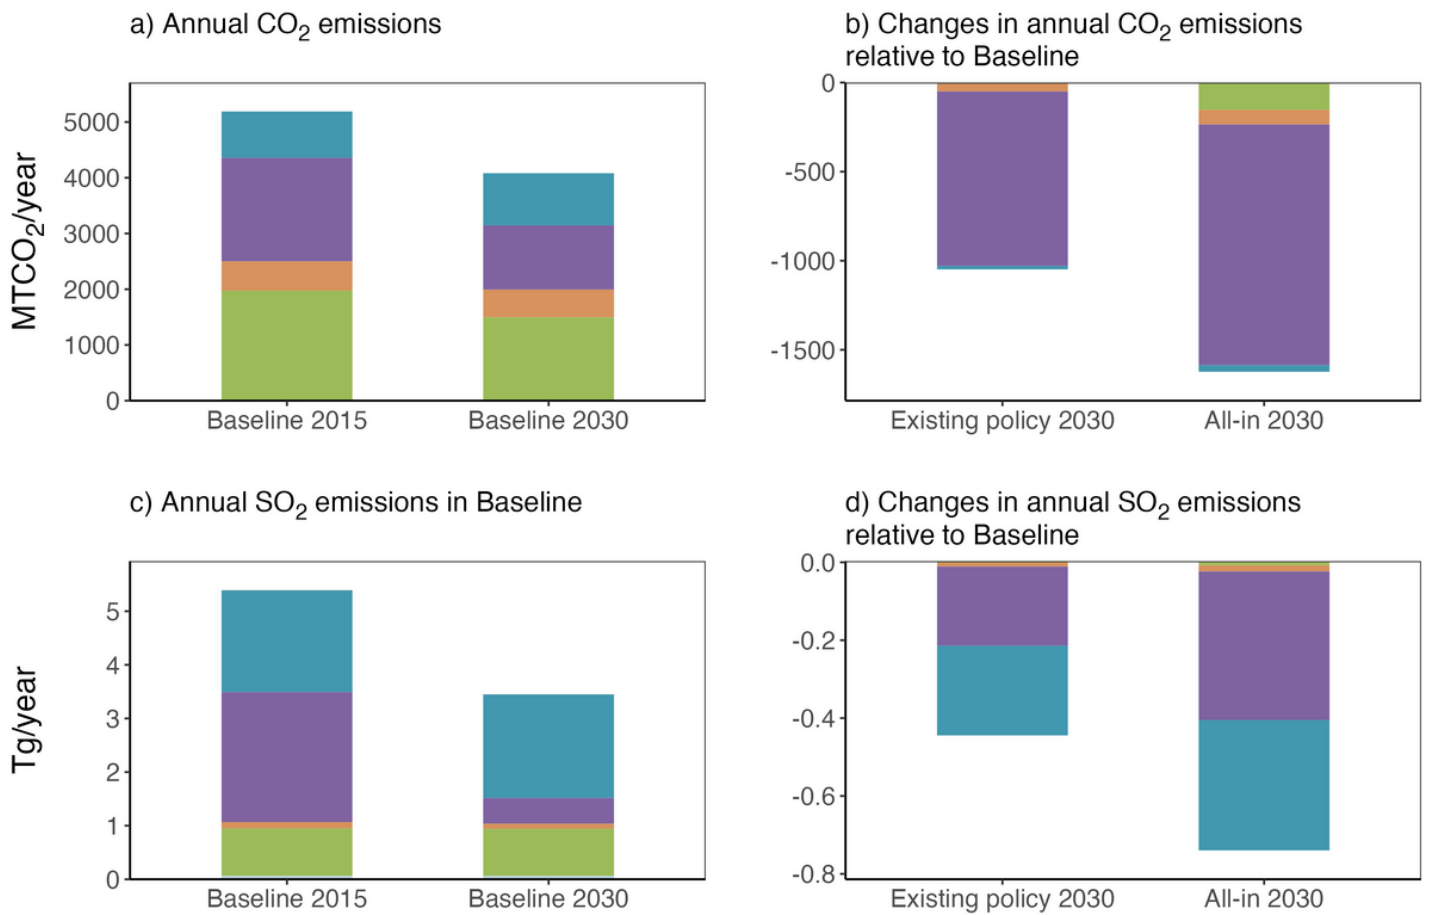 a) Annual CO₂ emissions
MTCO₂/year
5000
4000
3000
2000
1000
0
Baseline 2015 Baseline 2030
b) Changes in annual CO₂ emissions
relative to Baseline
0
-500
-1000
-1500
Existing policy 2030 All-in 2030
c) Annual SO₂ emissions in Baseline
Tg/year
5
4
3
2
1
0
Baseline 2015 Baseline 2030
d) Changes in annual SO₂ emissions
relative to Baseline
0.0
-0.2
-0.4
-0.6
-0.8
Existing policy 2030 All-in 2030